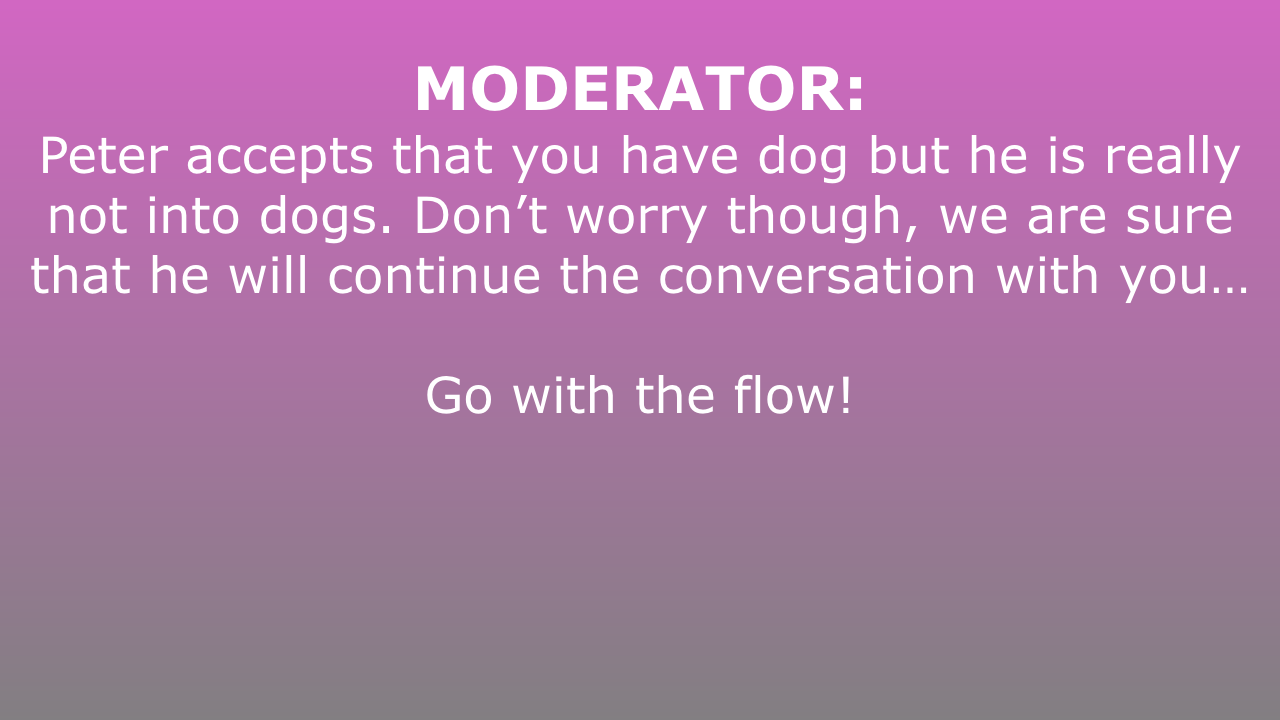 MODERATOR:
Peter accepts that you have dog but he is really
not into dogs. Don’t worry though, we are sure
that he will continue the conversation with you…
Go with the flow!